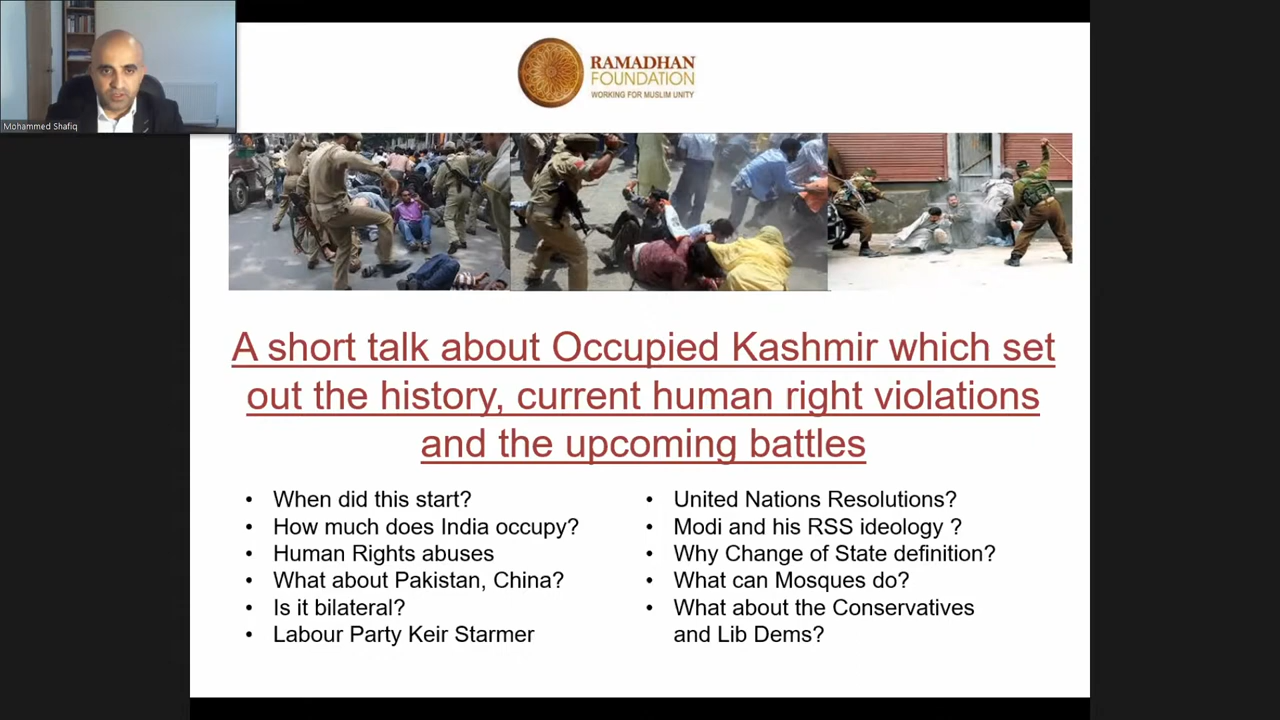 Mohammed Shafiq
RAMADHAN
FOUNDATION
WORKING FOR MUSLIM UNITY
A short talk about Occupied Kashmir which set
out the history, current human right violations
and the upcoming battles
• When did this start?
• How much does India occupy?
• Human Rights abuses
• What about Pakistan, China?
• Is it bilateral?
• Labour Party Keir Starmer
• United Nations Resolutions?
• Modi and his RSS ideology ?
• Why Change of State definition?
• What can Mosques do?
• What about the Conservatives
and Lib Dems?